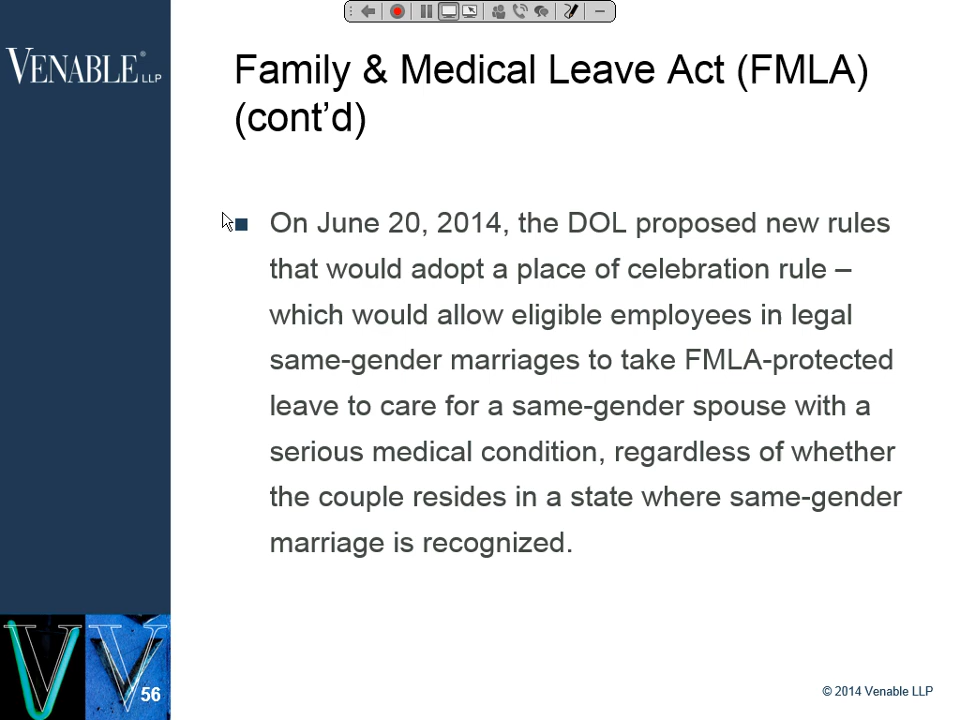 VENABLE® LLP
Family & Medical Leave Act (FMLA)
(cont’d)
On June 20, 2014, the DOL proposed new rules
that would adopt a place of celebration rule –
which would allow eligible employees in legal
same-gender marriages to take FMLA-protected
leave to care for a same-gender spouse with a
serious medical condition, regardless of whether
the couple resides in a state where same-gender
marriage is recognized.
56
© 2014 Venable LLP